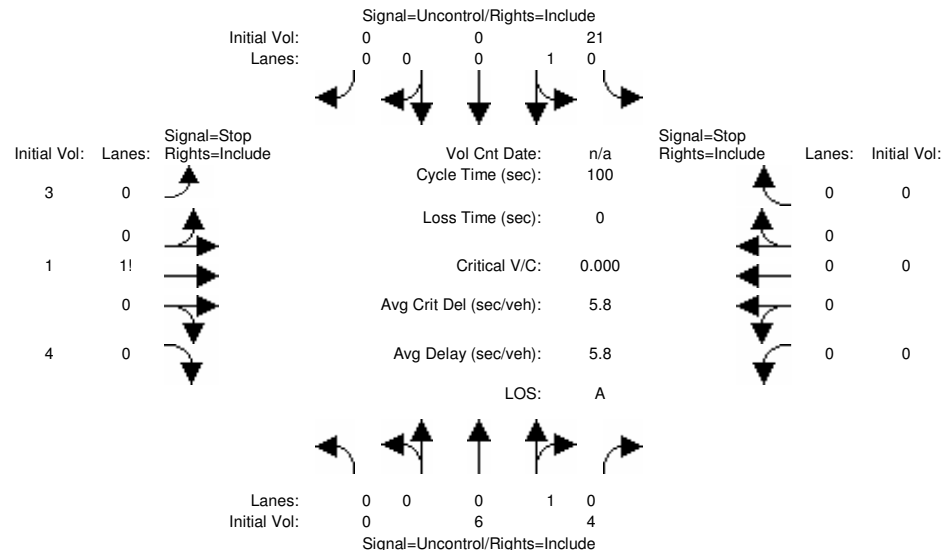 Signal=Uncontrol/Rights=Include
Initial Vol: 0 0 21
Lanes: 0 0 0 1 0
Signal=Stop Signal=Stop
Initial Vol: Lanes: Rights=Include Vol Cnt Date: n/a Rights=Include Lanes: Initial Vol:
Cycle Time (sec): 100
3 0 0 0
Loss Time (sec): 0
0 0
1 1! Critical V/C: 0.000 0 0
0 Avg Crit Del (sec/veh): 5.8 0
4 0 Avg Delay (sec/veh): 5.8 0 0
LOS: A
Lanes: 0 0 0 1 0
Initial Vol: 0 6 4
Signal=Uncontrol/Rights=Include